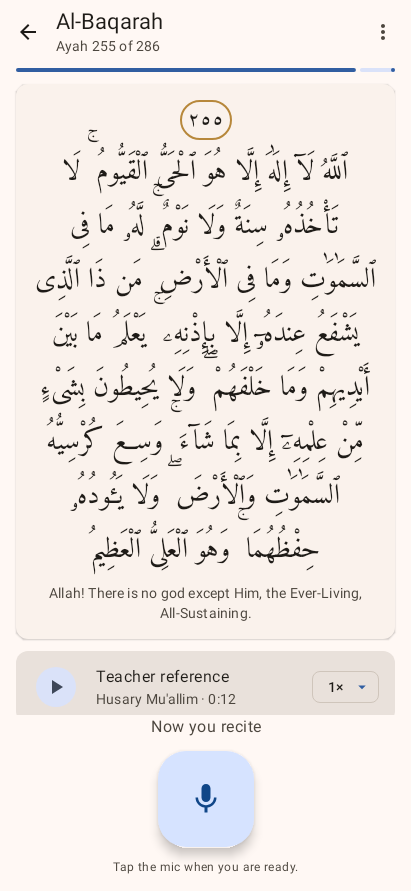 Al-Baqarah
Ayah 255 of 286
٢٥٥
ٱللَّهُ لَآ إِلَٰهَ إِلَّا هُوَ ٱلْحَىُّ ٱلْقَيُّومُ ۚ لَا
تَأْخُذُهُۥ سِنَةٌ وَلَا نَوْمٌ ۚ لَّهُۥ مَا فِى
ٱلسَّمَٰوَٰتِ وَمَا فِى ٱلْأَرْضِ ۗ مَن ذَا ٱلَّذِى
يَشْفَعُ عِندَهُۥٓ إِلَّا بِإِذْنِهِۦ ۚ يَعْلَمُ مَا بَيْنَ
أَيْدِيهِمْ وَمَا خَلْفَهُمْ ۖ وَلَا يُحِيطُونَ بِشَىْءٍ
مِّنْ عِلْمِهِۦٓ إِلَّا بِمَا شَآءَ ۚ وَسِعَ كُرْسِيُّهُ
ٱلسَّمَٰوَٰتِ وَٱلْأَرْضَ ۖ وَلَا يَـُٔودُهُۥ
حِفْظُهُمَا ۚ وَهُوَ ٱلْعَلِىُّ ٱلْعَظِيمُ
Allah! There is no god except Him, the Ever-Living,
All-Sustaining.
Teacher reference
Husary Mu'allim · 0:12
1×
Now you recite
Tap the mic when you are ready.